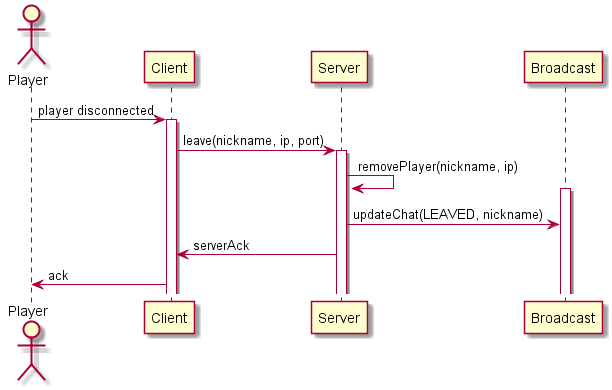 Player
Client
Server
Broadcast
player disconnected
leave(nickname, ip, port)
removePlayer(nickname, ip)
updateChat(LEAVED, nickname)
serverAck
ack
Player
Client
Server
Broadcast